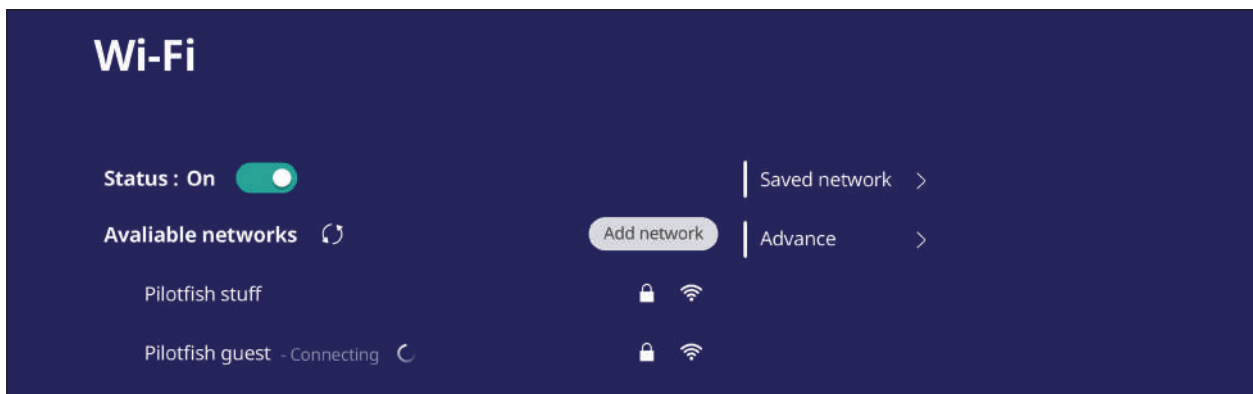 Wi-Fi
Status : On
Saved network
Avaliable networks
Add network
Advance
Pilotfish stuff
Pilotfish guest - Connecting